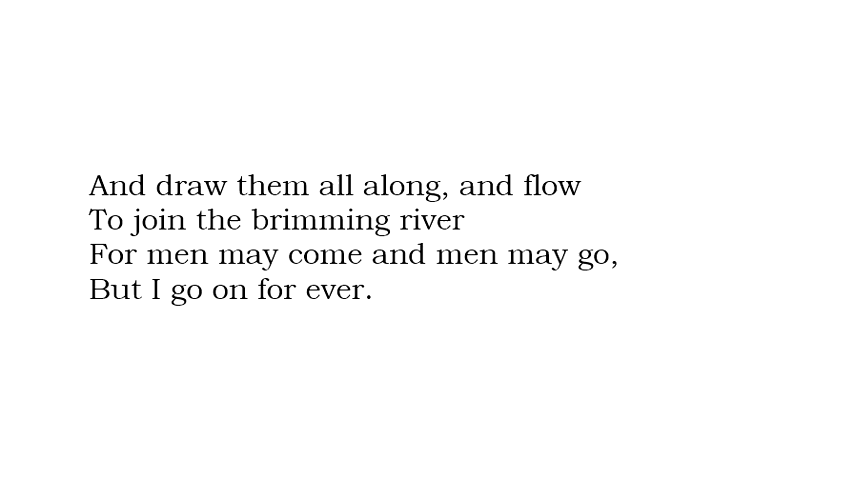 And draw them all along, and flow
To join the brimming river
For men may come and men may go,
But I go on for ever.